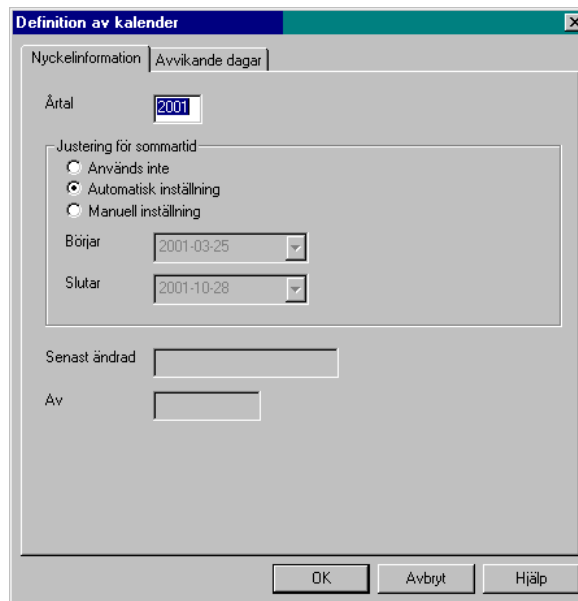 Definition av kalender
Nyckelinformation Avvikande dagar
Årtal 2001
Justering för sommartid
Används inte
Automatisk inställning
Manuell inställning
Börjar 2001-03-25
Slutar 2001-10-28
Senast ändrad
Av
OK Avbryt Hjälp